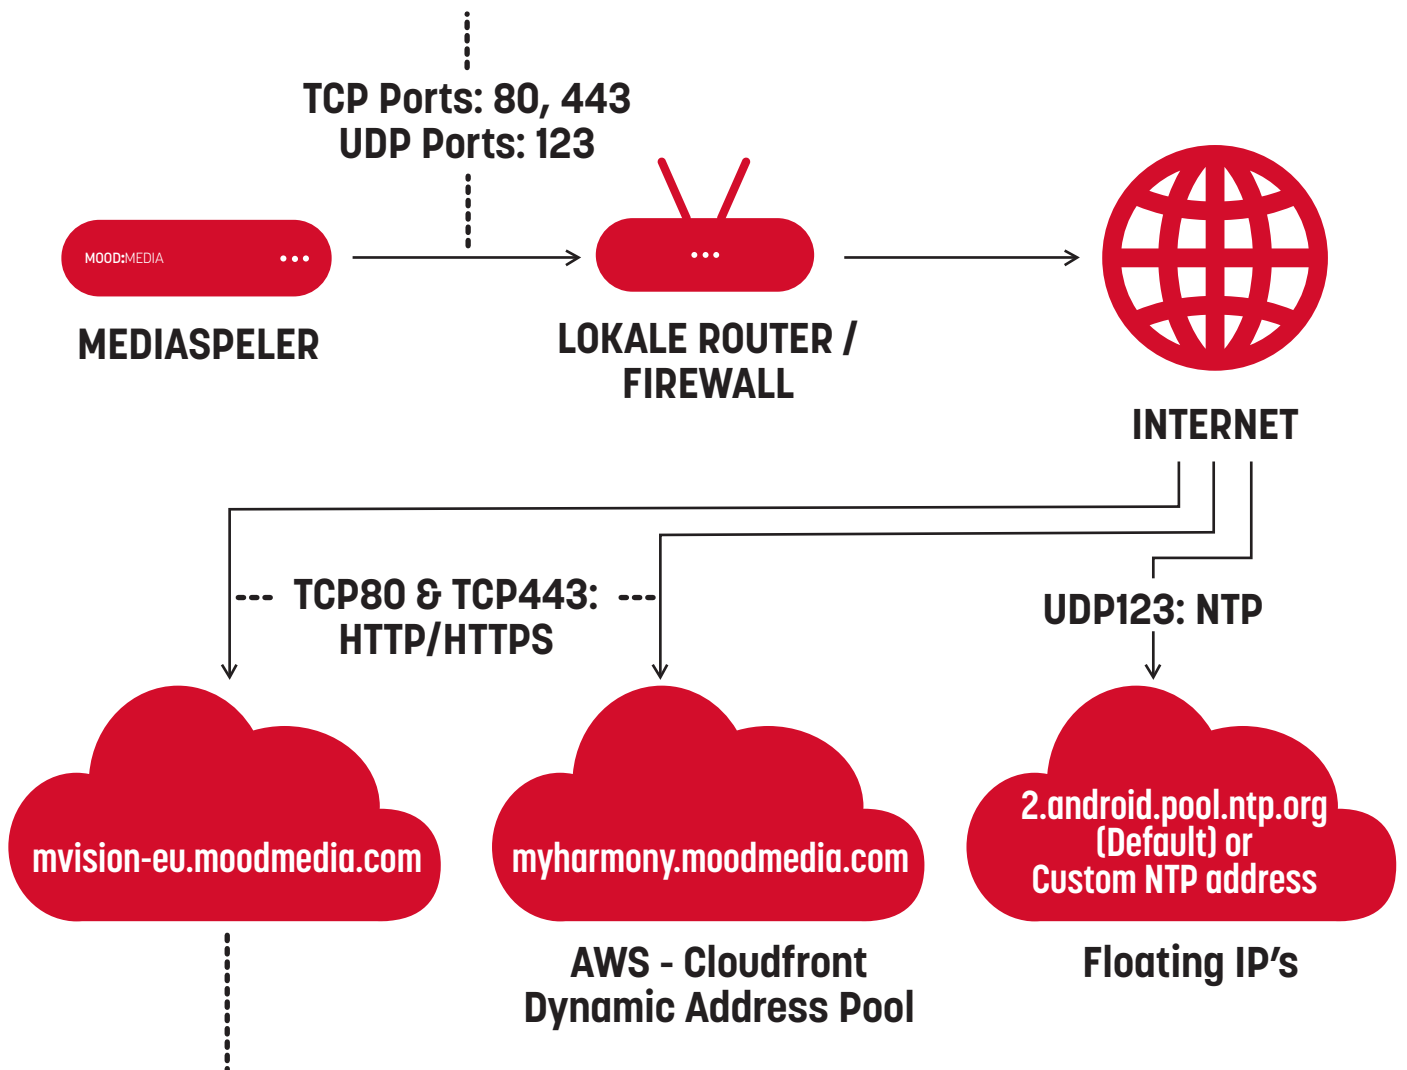 TCP Ports: 80, 443
UDP Ports: 123
MOOD:MEDIA
MEDIASPELER
LOKALE ROUTER /
FIREWALL
INTERNET
TCP80 & TCP443:
HTTP/HTTPS
UDP123: NTP
mvision-eu.moodmedia.com
myharmony.moodmedia.com
2.android.pool.ntp.org
(Default) or
Custom NTP address
AWS - Cloudfront
Dynamic Address Pool
Floating IP’s